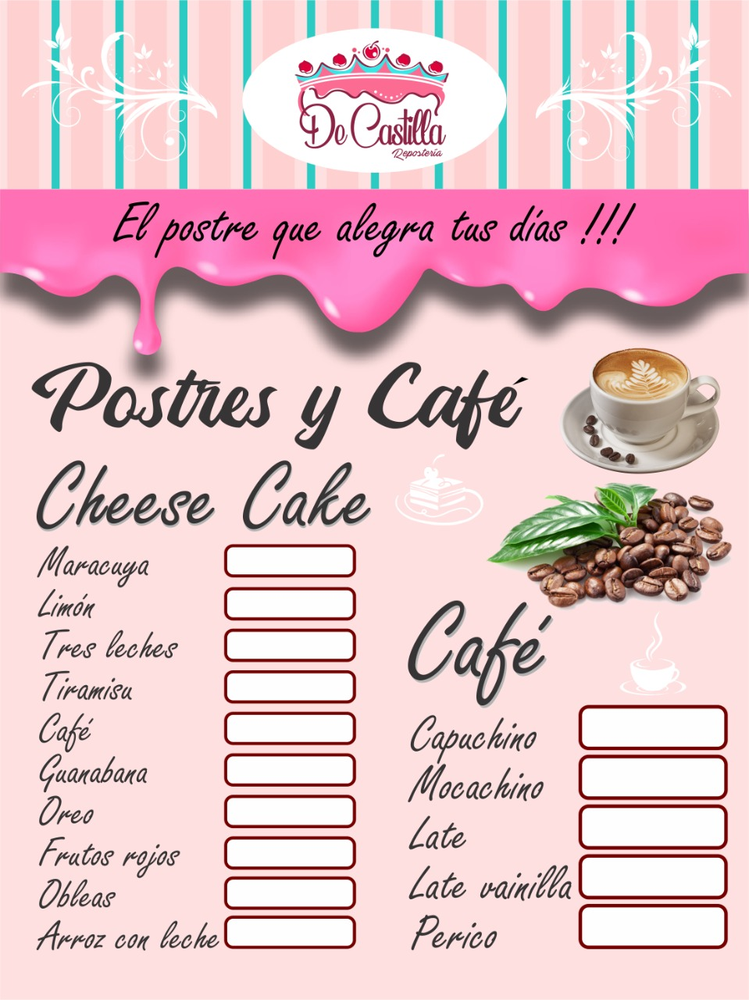 De Castilla
Repostería
El postre que alegra tus días !!!
Postres y Café
Cheese Cake
Maracuya
Limón
Tres leches
Tiramisu
Café
Guanabana
Oreo
Frutos rojos
Obleas
Arroz con leche
Café
Capuchino
Mocachino
Late
Late vainilla
Perico